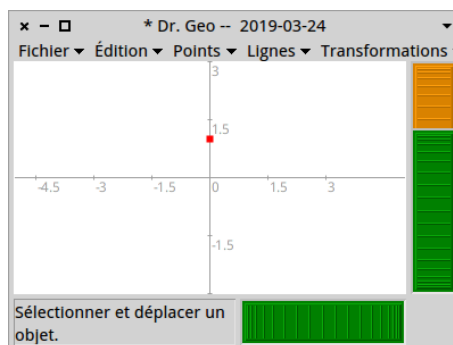 * Dr. Geo -- 2019-03-24
Fichier Édition Points Lignes Transformations
3
1.5
-4.5 -3 -1.5 0 1.5 3
-1.5
Sélectionner et déplacer un
objet.